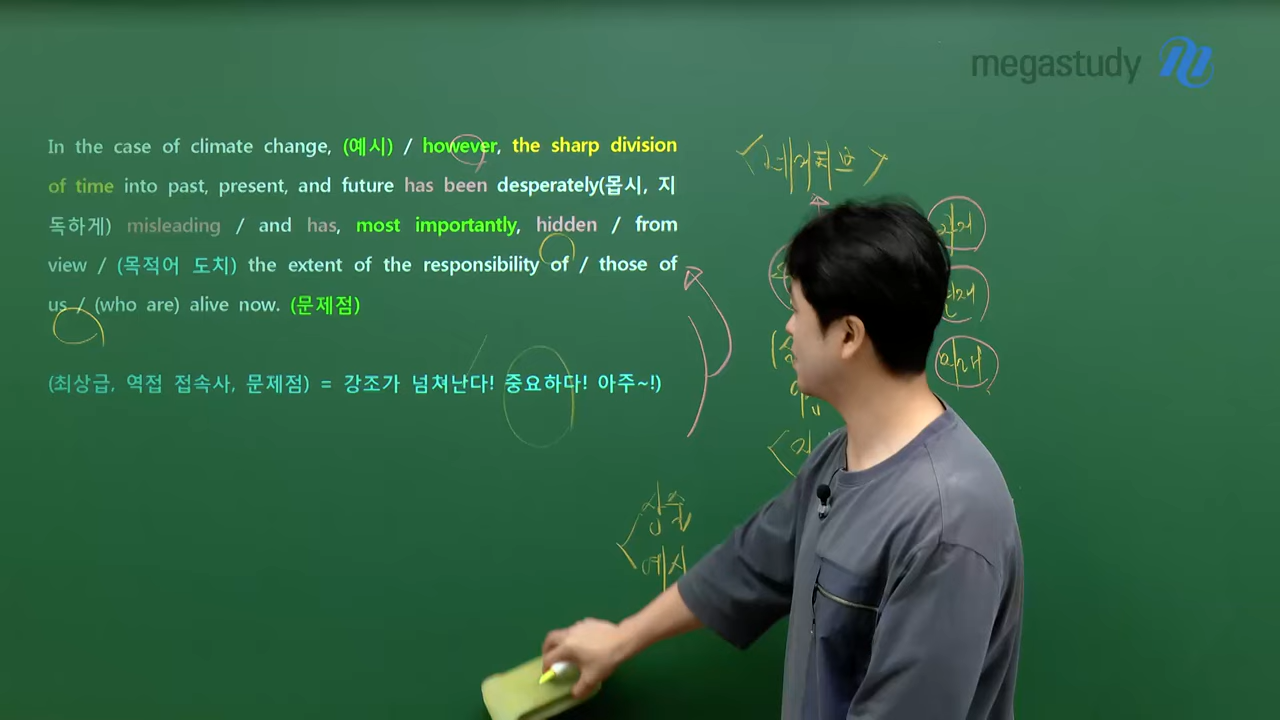 megastudy
In the case of climate change, (예시) / however, the sharp division
of time into past, present, and future has been desperately(몹시, 지
독하게) misleading / and has, most importantly, hidden / from
view / (목적어 도치) the extent of the responsibility of / those of
us / (who are) alive now. (문제점)
(최상급, 역접 접속사, 문제점) = 강조가 넘쳐난다! 중요하다! 아주~!)
예시